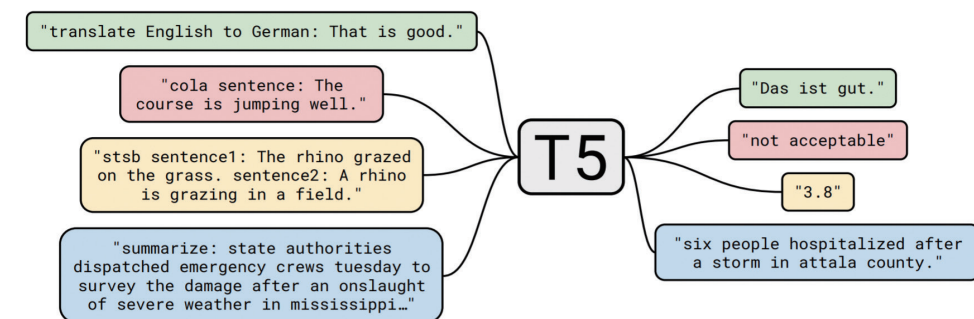 "translate English to German: That is good."
"cola sentence: The
course is jumping well."
"stsb sentence1: The rhino grazed
on the grass. sentence2: A rhino
is grazing in a field."
"summarize: state authorities
dispatched emergency crews tuesday to
survey the damage after an onslaught
of severe weather in mississippi…"
T5
"Das ist gut."
"not acceptable"
"3.8"
"six people hospitalized after
a storm in attala county."